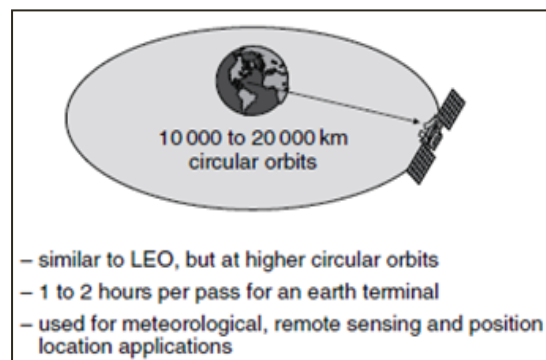 10 000 to 20 000 km
circular orbits
– similar to LEO, but at higher circular orbits
– 1 to 2 hours per pass for an earth terminal
– used for meteorological, remote sensing and position
location applications